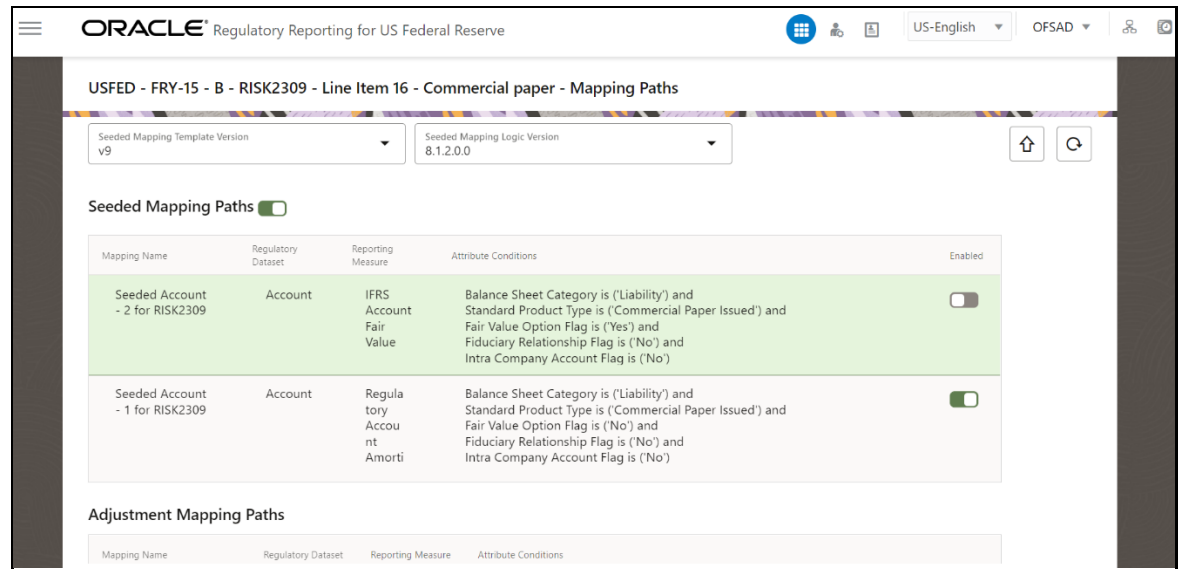 ORACLE® Regulatory Reporting for US Federal Reserve
US-English
OFSAD
USFED - FRY-15 - B - RISK2309 - Line Item 16 - Commercial paper - Mapping Paths
Seeded Mapping Template Version
v9
Seeded Mapping Logic Version
8.1.2.0.0
Seeded Mapping Paths
Mapping Name
Regulatory
Dataset
Reporting
Measure
Attribute Conditions
Enabled
Seeded Account
- 2 for RISK2309
Account
IFRS
Account
Fair
Value
Balance Sheet Category is ('Liability') and
Standard Product Type is ('Commercial Paper Issued') and
Fair Value Option Flag is ('Yes') and
Fiduciary Relationship Flag is ('No') and
Intra Company Account Flag is ('No')
Seeded Account
- 1 for RISK2309
Account
Regula
tory
Accou
nt
Amorti
Balance Sheet Category is ('Liability') and
Standard Product Type is ('Commercial Paper Issued') and
Fair Value Option Flag is ('No') and
Fiduciary Relationship Flag is ('No') and
Intra Company Account Flag is ('No')
Adjustment Mapping Paths
Mapping Name
Regulatory Dataset
Reporting Measure
Attribute Conditions